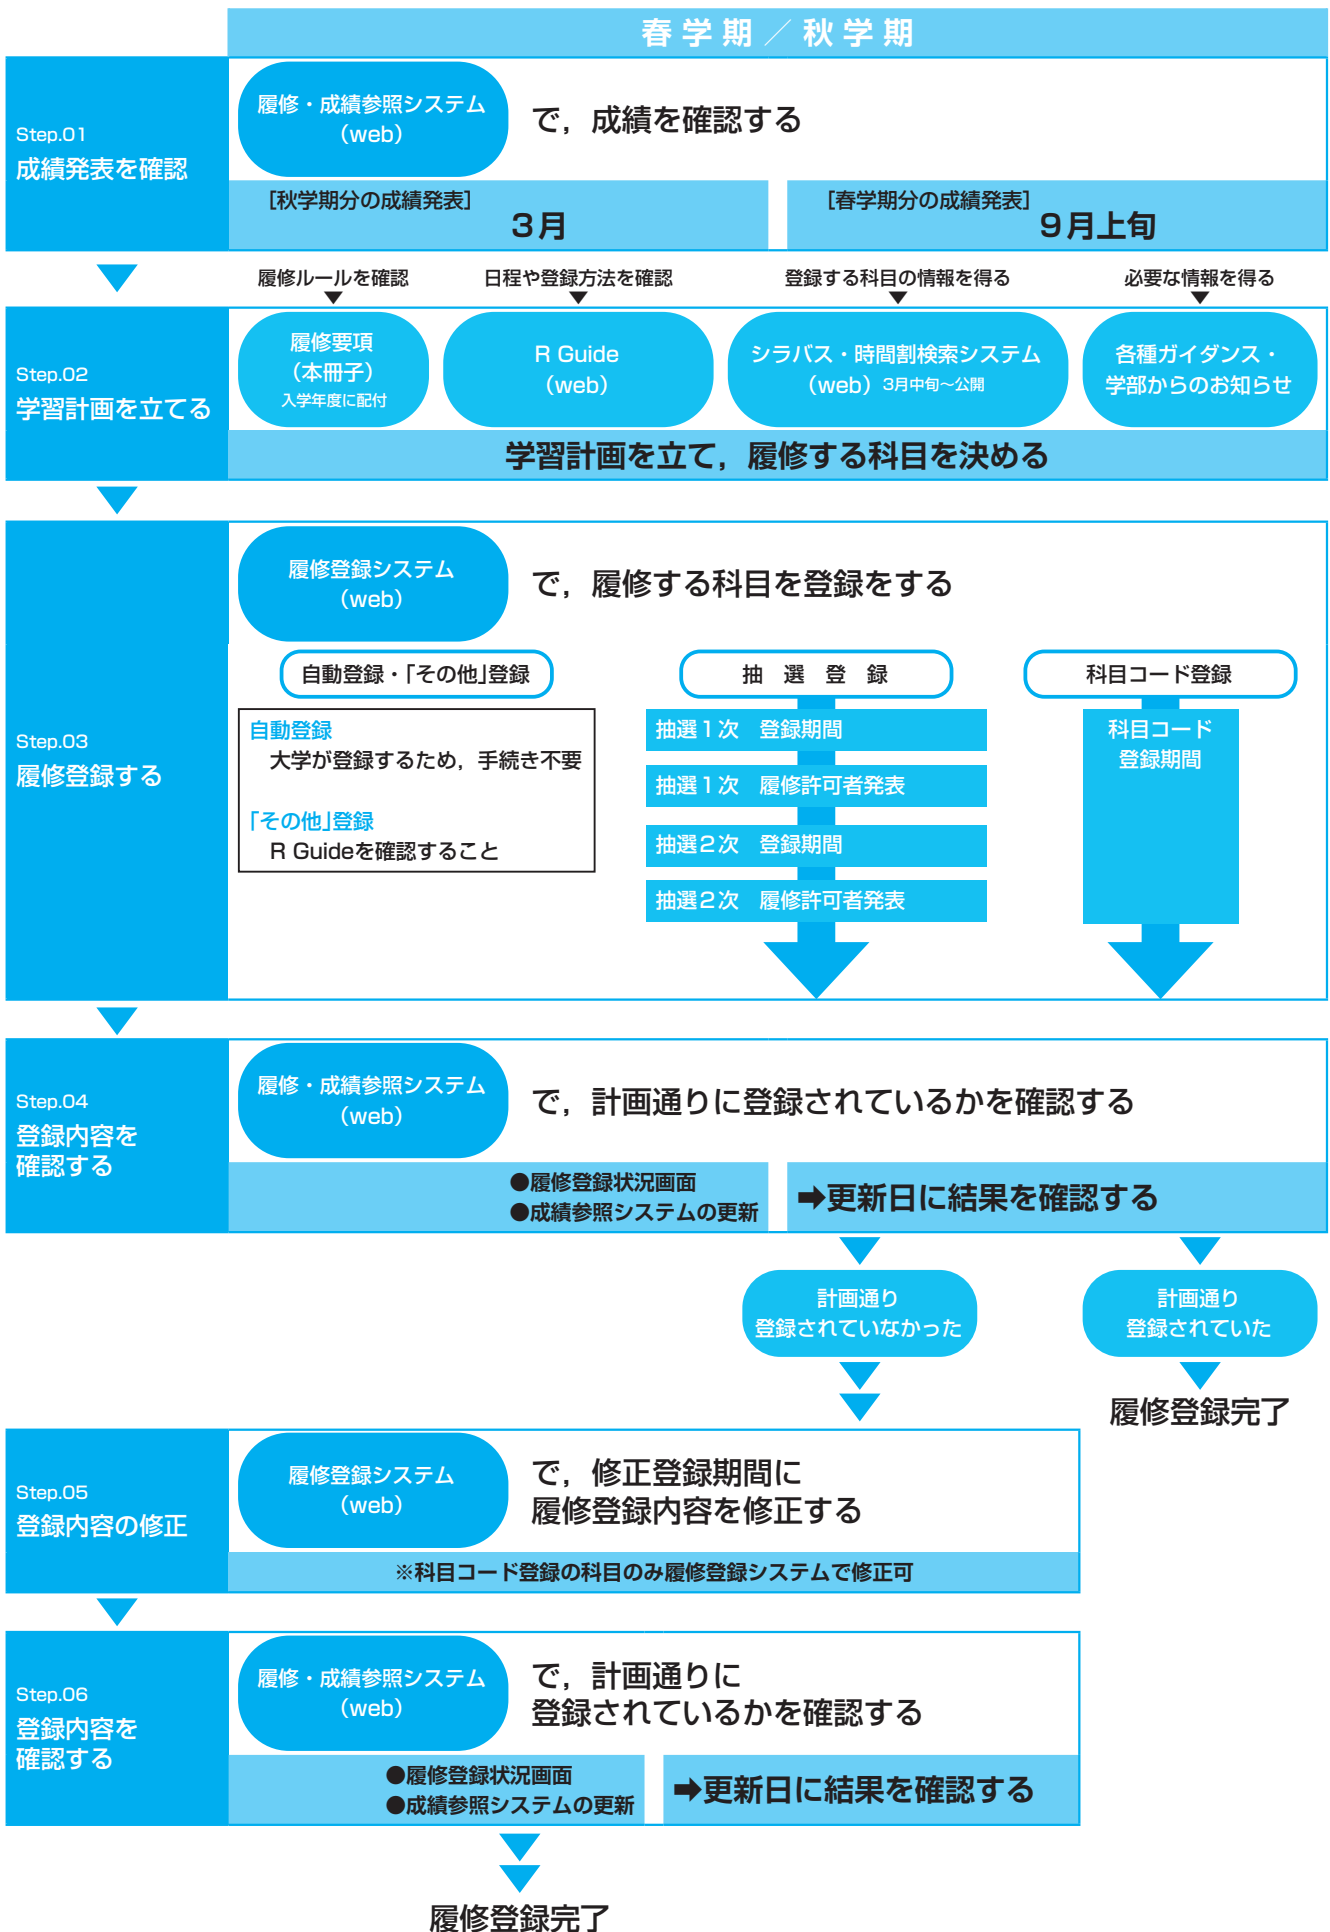 春学期／秋学期
Step.01
成績発表を確認
履修・成績参照システム
（web）
で，成績を確認する
［秋学期分の成績発表］
３月
［春学期分の成績発表］
９月上旬
履修ルールを確認
日程や登録方法を確認
登録する科目の情報を得る
必要な情報を得る
Step.02
学習計画を立てる
履修要項
（本冊子）
入学年度に配付
R Guide
（web）
シラバス・時間割検索システム
（web）3月中旬～公開
各種ガイダンス・
学部からのお知らせ
学習計画を立て，履修する科目を決める
Step.03
履修登録する
履修登録システム
（web）
で，履修する科目を登録をする
自動登録・「その他」登録
自動登録
大学が登録するため，手続き不要
「その他」登録
R Guideを確認すること
抽選登録
抽選１次　登録期間
抽選１次　履修許可者発表
抽選２次　登録期間
抽選２次　履修許可者発表
科目コード登録
科目コード
登録期間
Step.04
登録内容を
確認する
履修・成績参照システム
（web）
で，計画通りに登録されているかを確認する
●履修登録状況画面
●成績参照システムの更新
➡更新日に結果を確認する
計画通り
登録されていなかった
計画通り
登録されていた
履修登録完了
Step.05
登録内容の修正
履修登録システム
（web）
で，修正登録期間に
履修登録内容を修正する
※科目コード登録の科目のみ履修登録システムで修正可
Step.06
登録内容を
確認する
履修・成績参照システム
（web）
で，計画通りに
登録されているかを確認する
●履修登録状況画面
●成績参照システムの更新
➡更新日に結果を確認する
履修登録完了